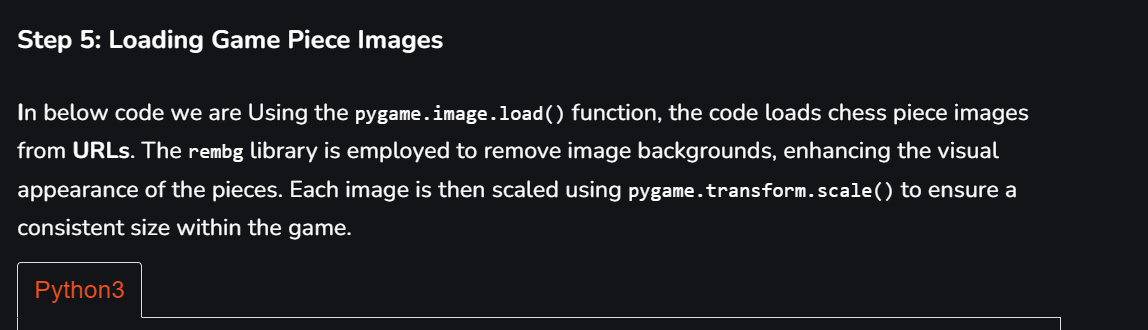 Step 5: Loading Game Piece Images
In below code we are Using the pygame.image.load() function, the code loads chess piece images
from URLs. The rembg library is employed to remove image backgrounds, enhancing the visual
appearance of the pieces. Each image is then scaled using pygame.transform.scale() to ensure a
consistent size within the game.
Python3